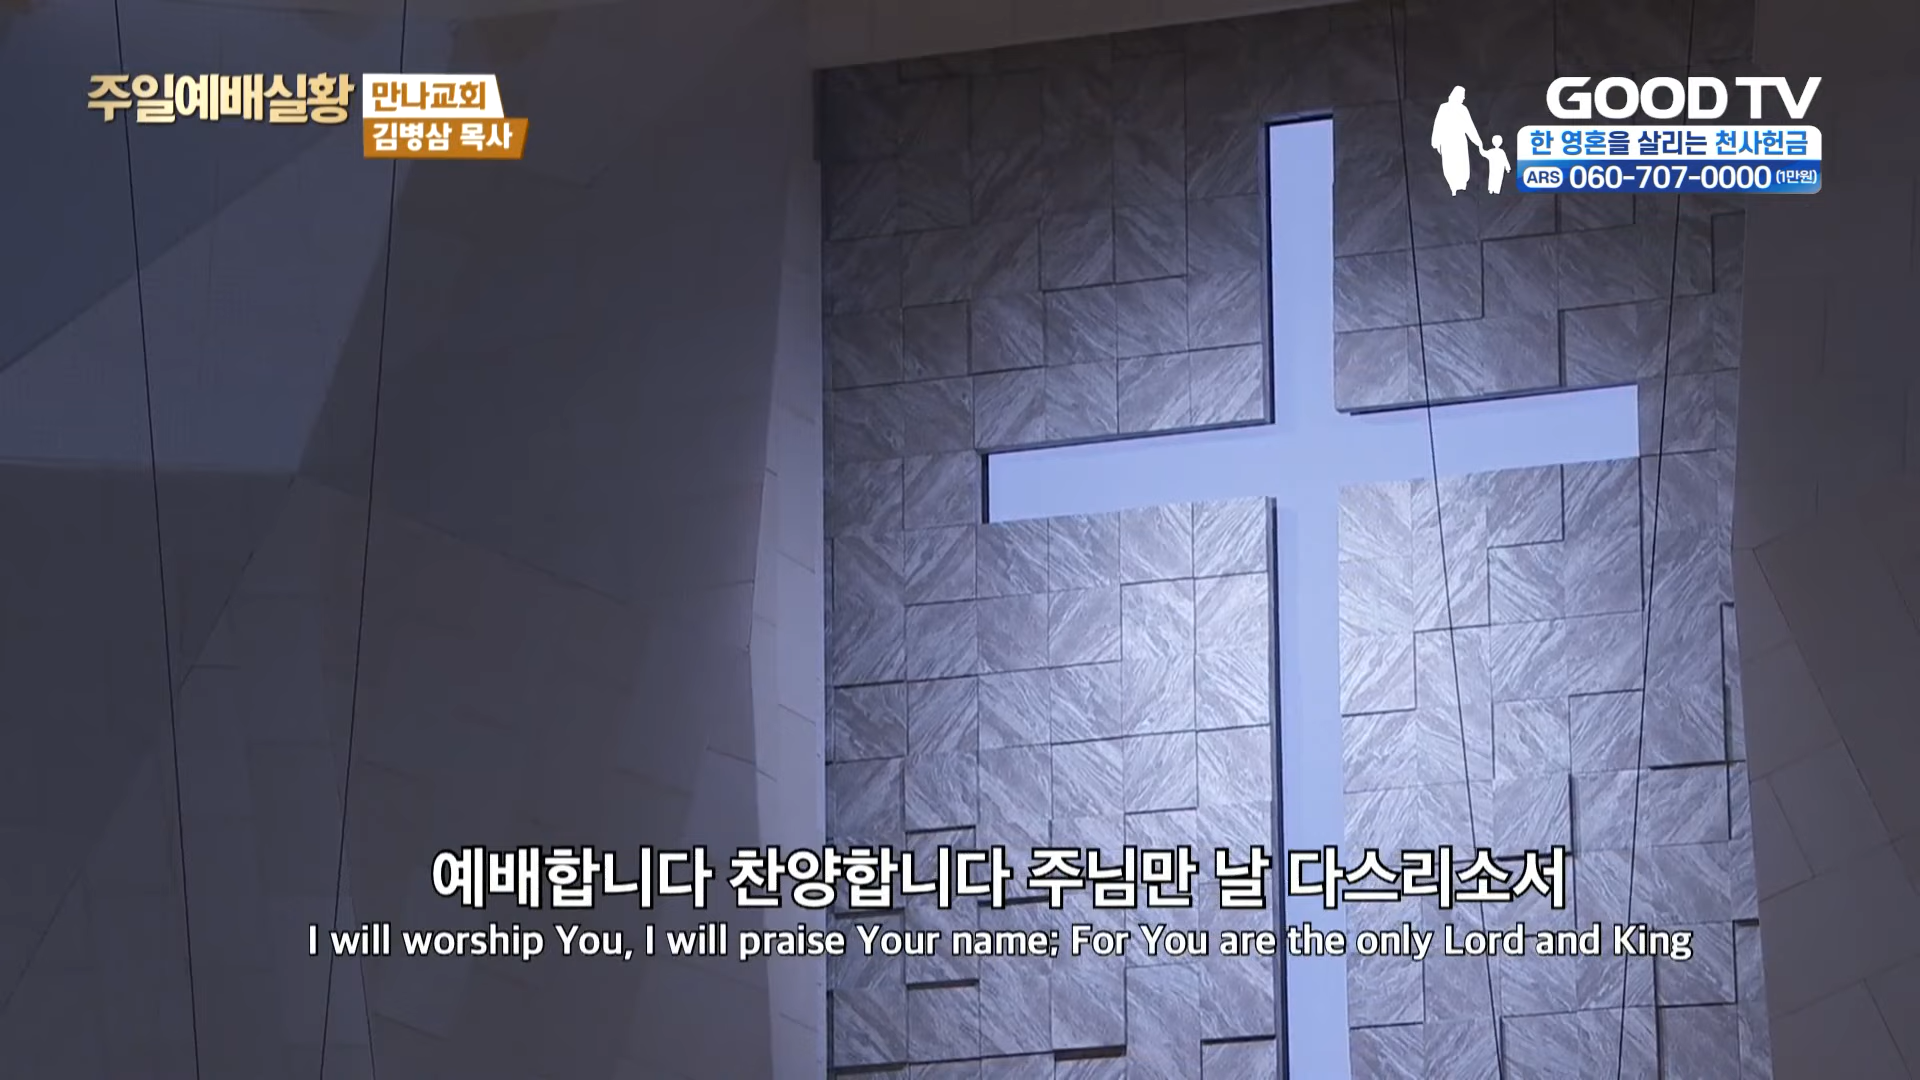 주일예배실황
만나교회
김병삼 목사
GOOD TV
한 영혼을 살리는 천사헌금
ARS 060-707-0000 (1만원)
예배합니다 찬양합니다 주님만 날 다스리소서
I will worship You, I will praise Your name; For You are the only Lord and King